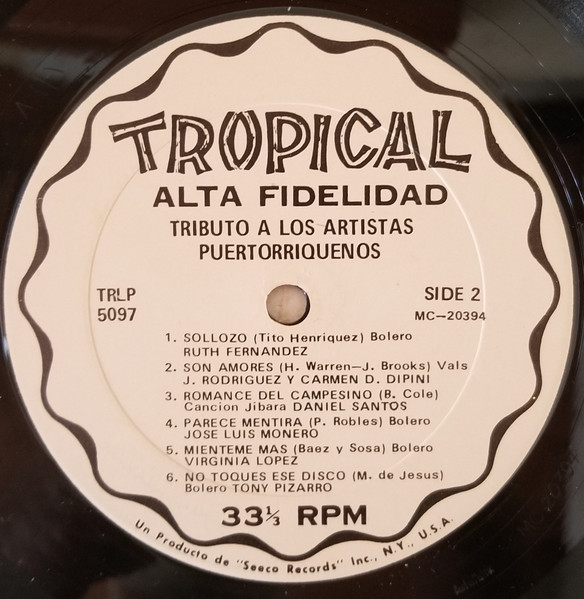 TROPICAL
ALTA FIDELIDAD
TRIBUTO A LOS ARTISTAS
PUERTORRIQUENOS
TRLP
5097
SIDE 2
MC-20394
1. SOLLOZO (Tito Henriquez) Bolero
RUTH FERNANDEZ
2. SON AMORES (H. Warren-J. Brooks) Vals
J. RODRIGUEZ Y CARMEN D. DIPINI
3. ROMANCE DEL CAMPESINO (B. Cole)
Cancion Jibara DANIEL SANTOS
4. PARECE MENTIRA (P. Robles) Bolero
JOSE LUIS MONERO
5. MIENTEME MAS (Baez y Sosa) Bolero
VIRGINIA LOPEZ
6. NO TOQUES ESE DISCO (M. de Jesus)
Bolero TONY PIZARRO
33⅓ RPM
Un Producto de "Seeco Records" Inc., N.Y., U.S.A.